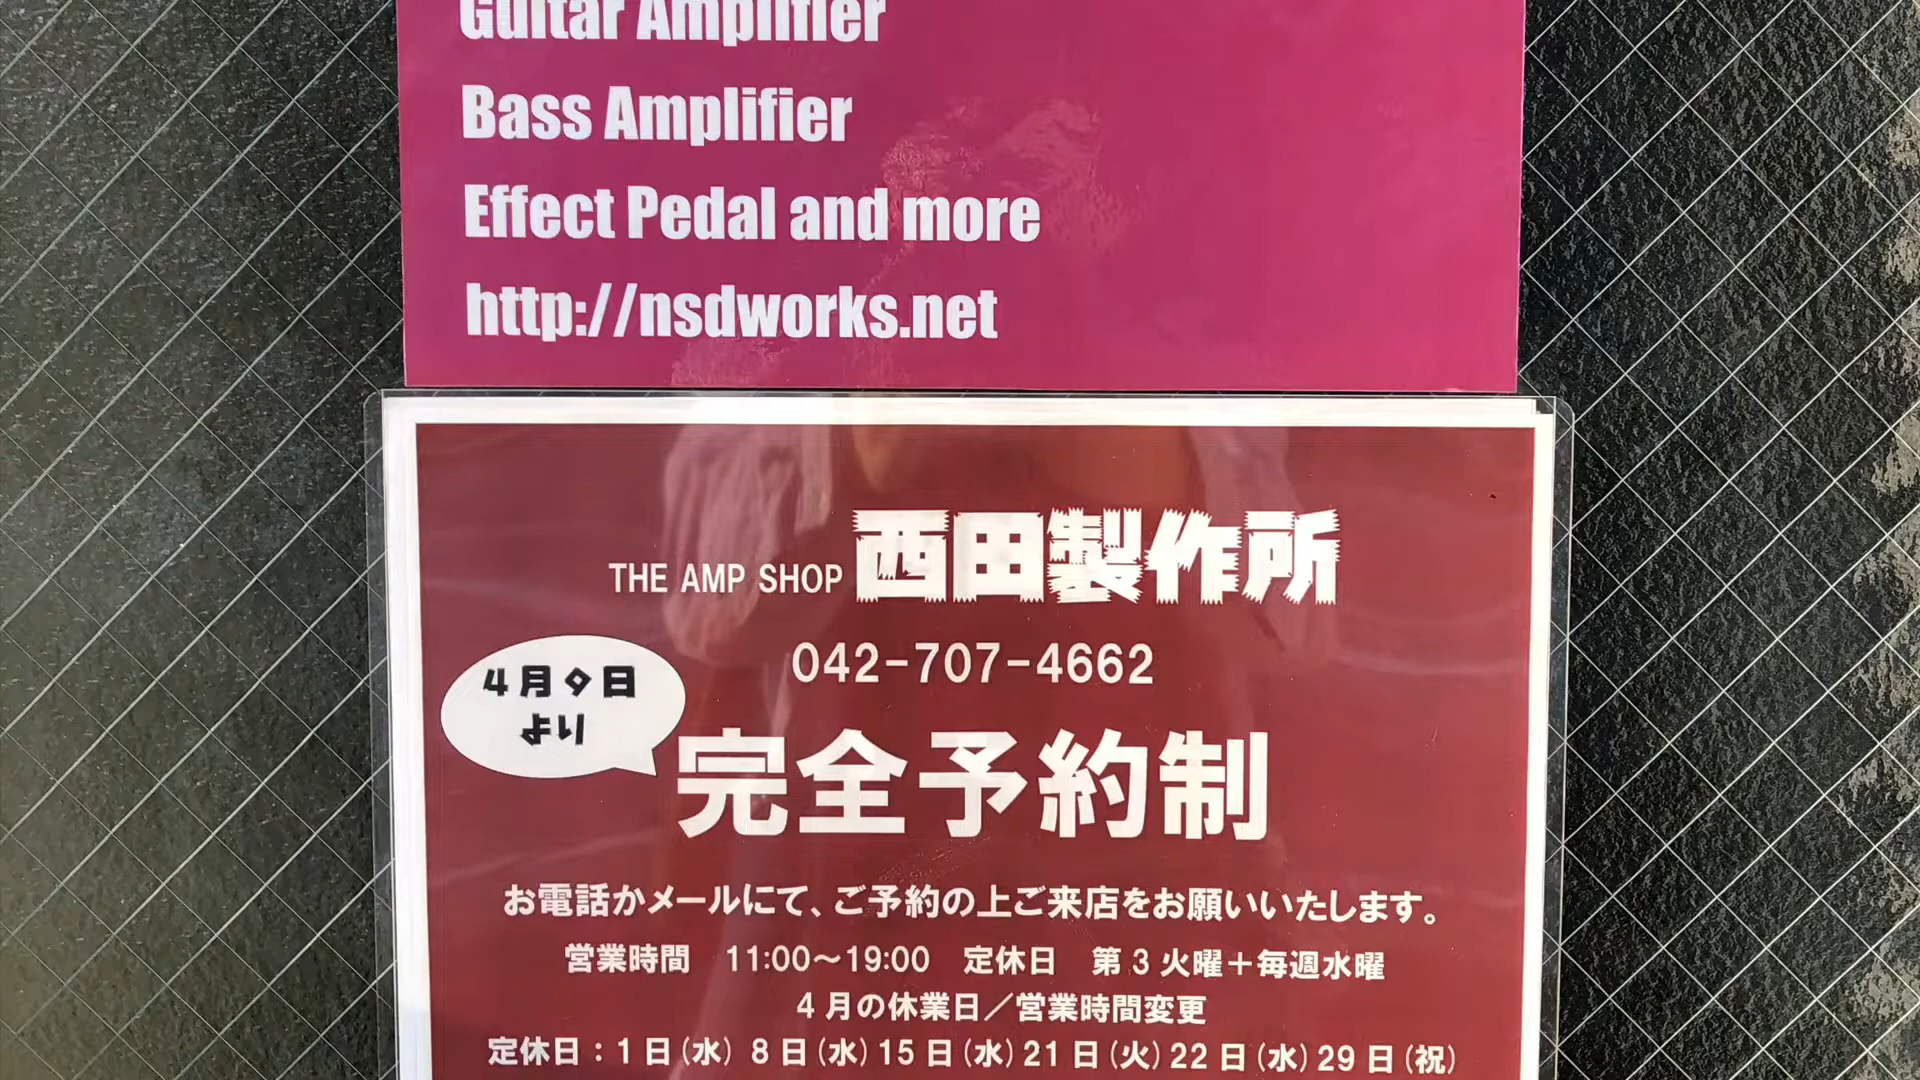 Guitar Amplifier
Bass Amplifier
Effect Pedal and more
http://nsdworks.net
THE AMP SHOP 西田製作所
042-707-4662
4月9日
より
完全予約制
お電話かメールにて、ご予約の上ご来店をお願いいたします。
営業時間 11:00～19:00 定休日 第3火曜＋毎週水曜
4月の休業日／営業時間変更
定休日：1日(水) 8日(水)15日(水)21日(火)22日(水)29日(祝)